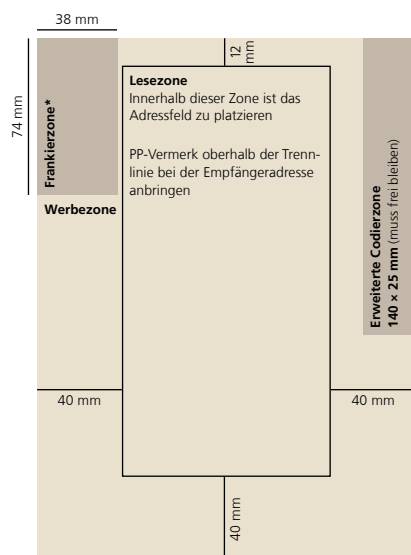 38 mm
12
mm
74 mm
Frankierzone*
Lesezone
Innerhalb dieser Zone ist das
Adressfeld zu platzieren
PP-Vermerk oberhalb der Trenn-
linie bei der Empfängeradresse
anbringen
Werbezone
Erweiterte Codierzone
140 × 25 mm (muss frei bleiben)
40 mm
40 mm
40 mm